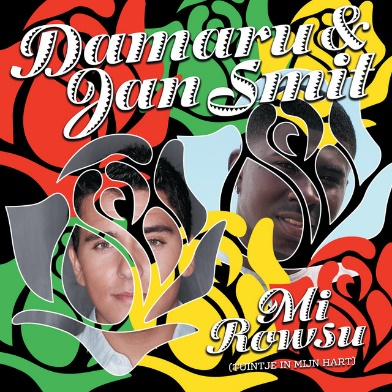 Damaru &
Jan Smit
Mi
Rowsu
(TUINTJE IN MIJN HART)